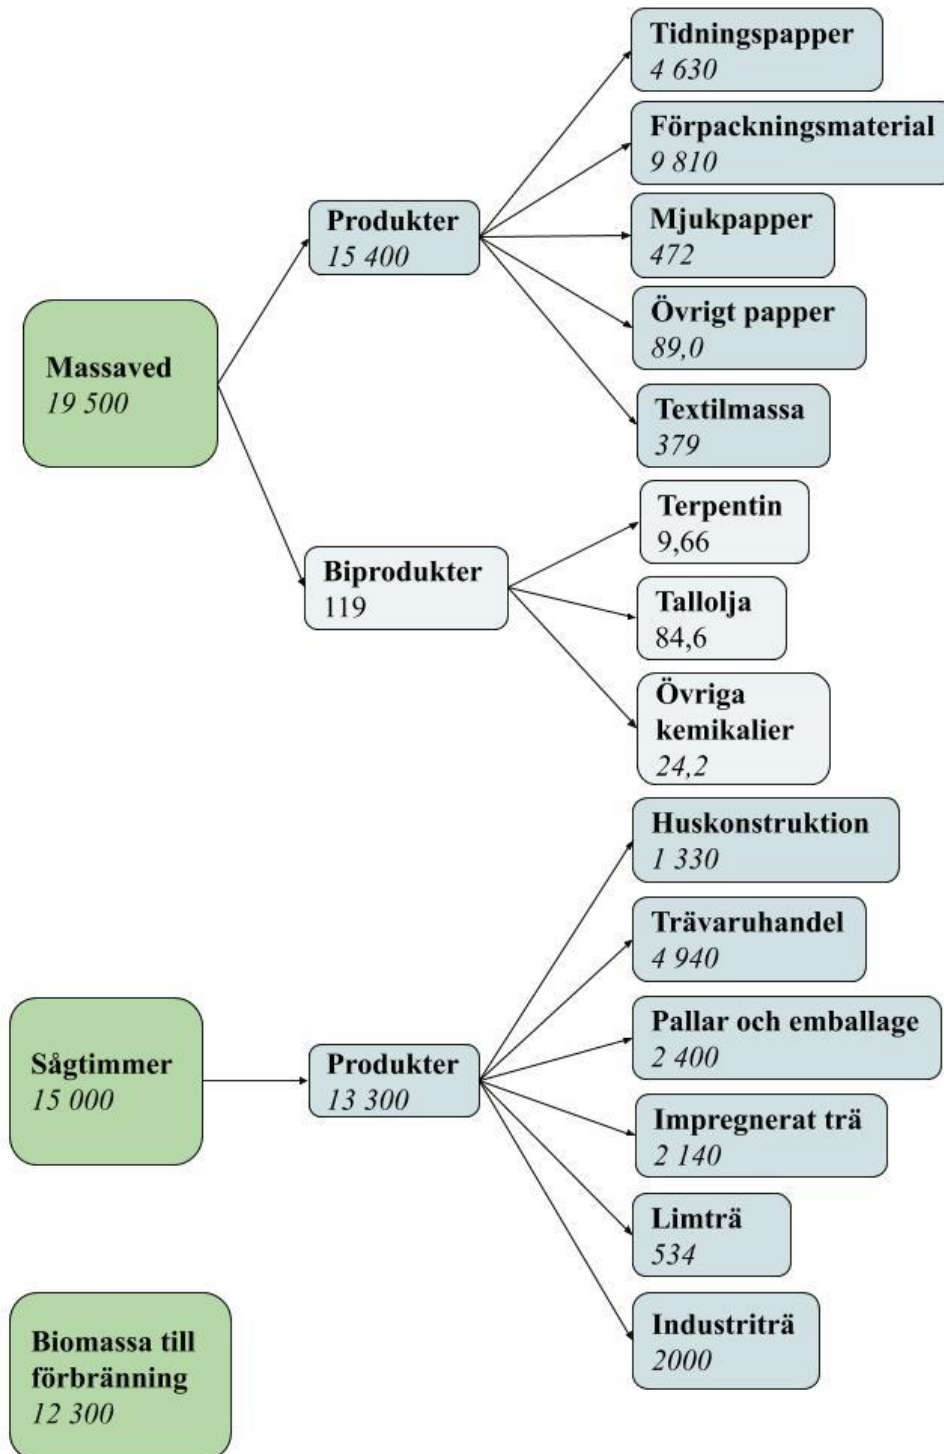 Tidningspapper
4 630
Förpackningsmaterial
9 810
Produkter
15 400
Mjukpapper
472
Övrigt papper
89,0
Massaved
19 500
Textilmassa
379
Terpentin
9,66
Biprodukter
119
Tallolja
84,6
Övriga
kemikalier
24,2
Huskonstruktion
1 330
Trävaruhandel
4 940
Sågtimmer
15 000
Produkter
13 300
Pallar och emballage
2 400
Impregnerat trä
2 140
Limträ
534
Industriträ
2000
Biomassa till
förbränning
12 300